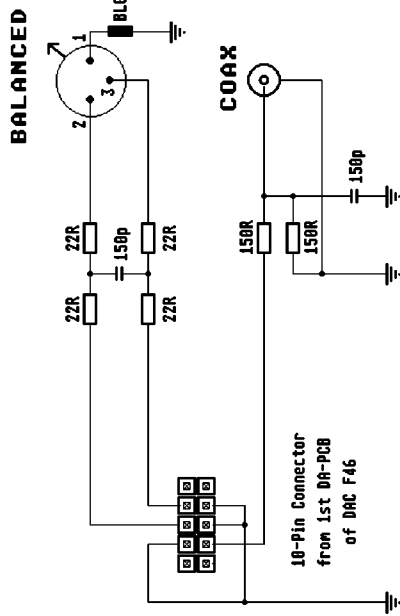 BALANCED
1
2
3
22R
22R
150p
22R
22R
COAX
150R
150R
150p
10-Pin Connector
from 1st DA-PCB
of DAC F46